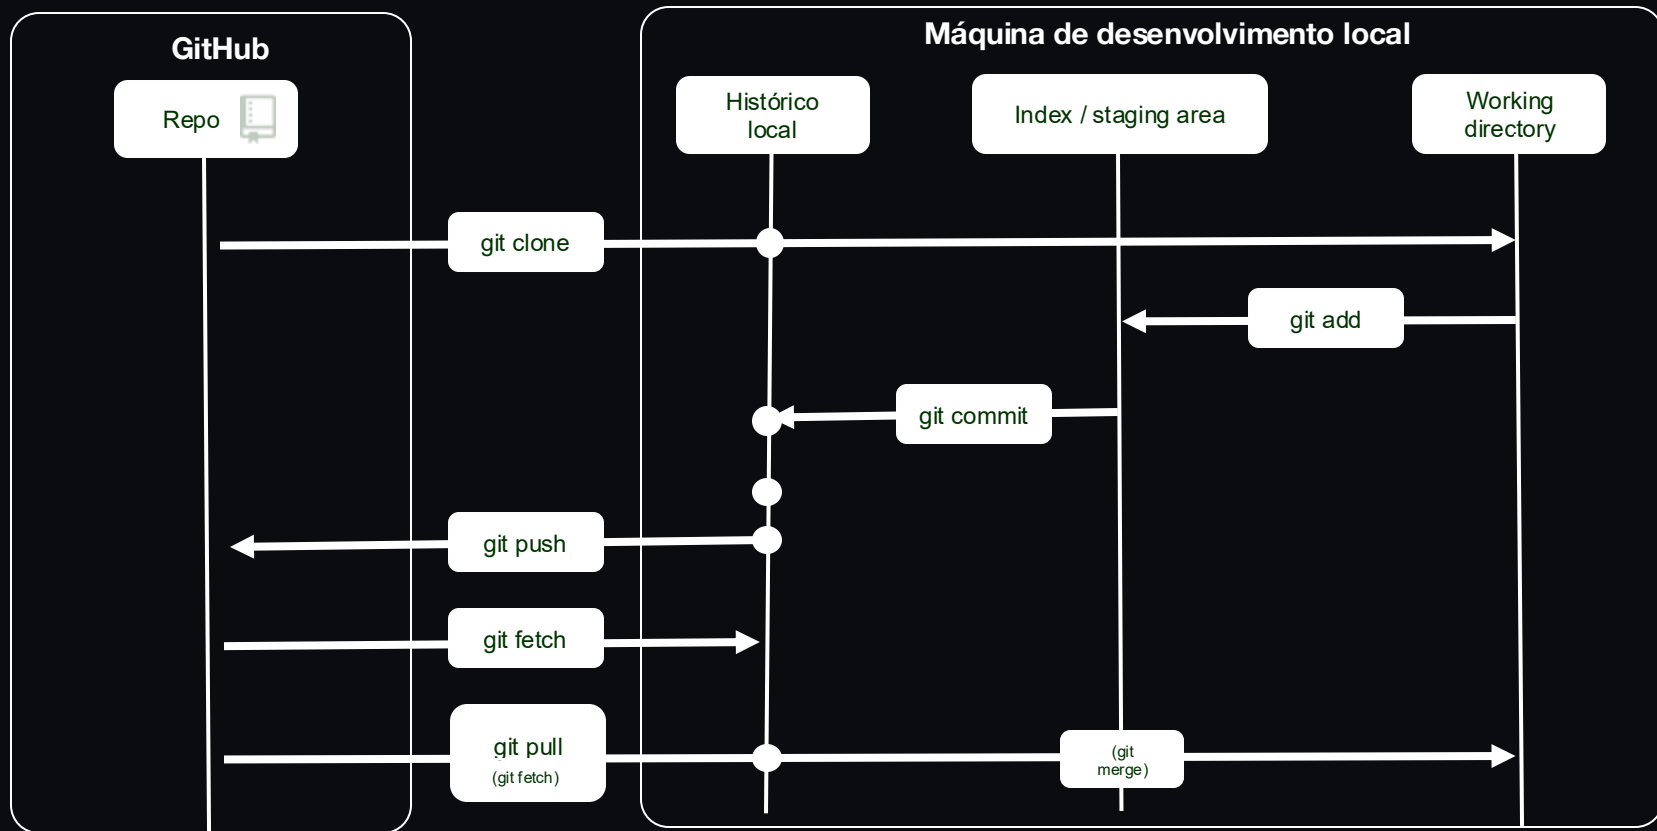 GitHub
Máquina de desenvolvimento local
Repo
Histórico
local
Index / staging area
Working
directory
git clone
git add
git commit
git push
git fetch
git pull
(git fetch)
(git
merge)